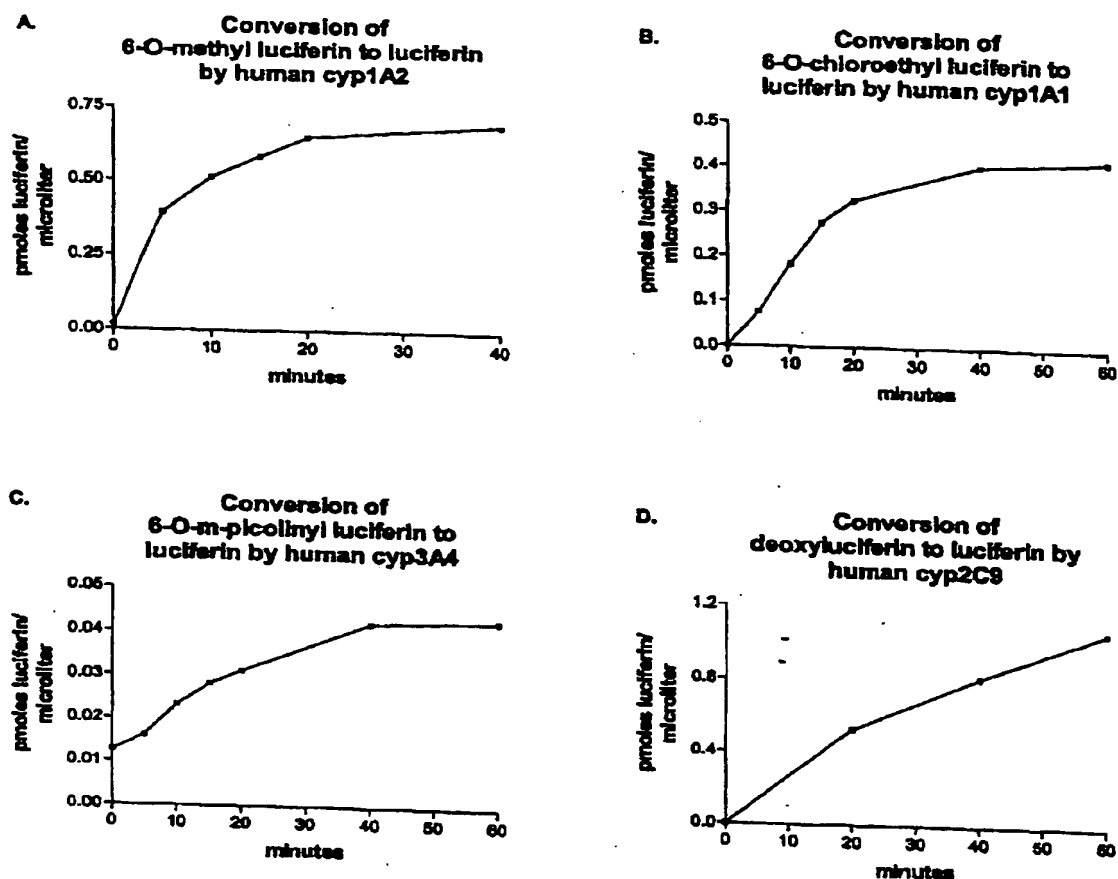 A.
Conversion of
6-O-methyl luciferin to luciferin
by human cyp1A2
pmoles luciferin/
microliter
0.75
0.50
0.25
0.00
0 10 20 30 40
minutes
B.
Conversion of
6-O-chloroethyl luciferin to
luciferin by human cyp1A1
pmoles luciferin/
microliter
0.5
0.4
0.3
0.2
0.1
0.0
0 10 20 30 40 50 60
minutes
C.
Conversion of
6-O-m-picolinyl luciferin to
luciferin by human cyp3A4
pmoles luciferin/
microliter
0.05
0.04
0.03
0.02
0.01
0.00
0 10 20 30 40 50 60
minutes
D.
Conversion of
deoxyluciferin to luciferin by
human cyp2C9
pmoles luciferin/
microliter
1.2
0.8
0.4
0.0
0 10 20 30 40 50 60
minutes